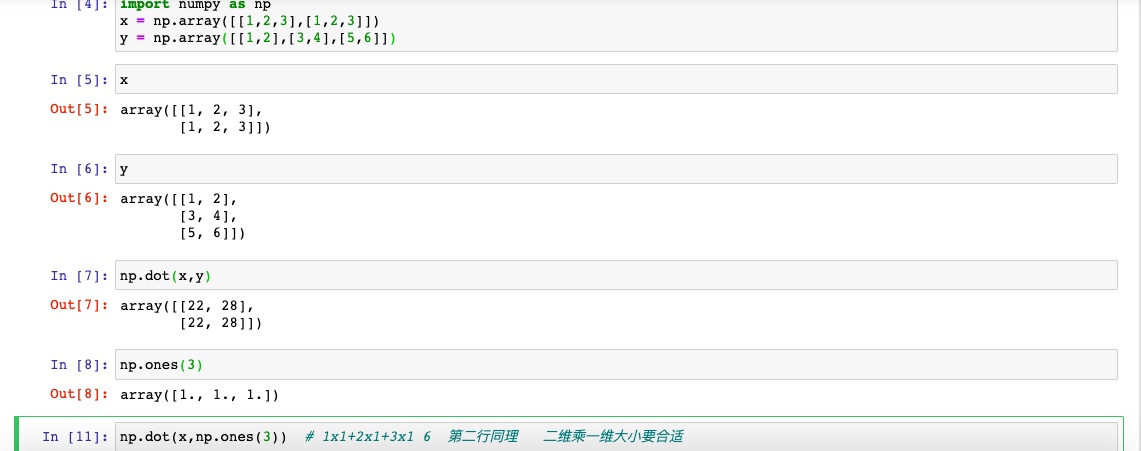 In [4]: import numpy as np
x = np.array([[1,2,3],[1,2,3]])
y = np.array([[1,2],[3,4],[5,6]])
In [5]: x
Out[5]: array([[1, 2, 3],
[1, 2, 3]])
In [6]: y
Out[6]: array([[1, 2],
[3, 4],
[5, 6]])
In [7]: np.dot(x,y)
Out[7]: array([[22, 28],
[22, 28]])
In [8]: np.ones(3)
Out[8]: array([1., 1., 1.])
In [11]: np.dot(x,np.ones(3)) # 1x1+2x1+3x1 6 第二行同理 二维乘一维大小要合适